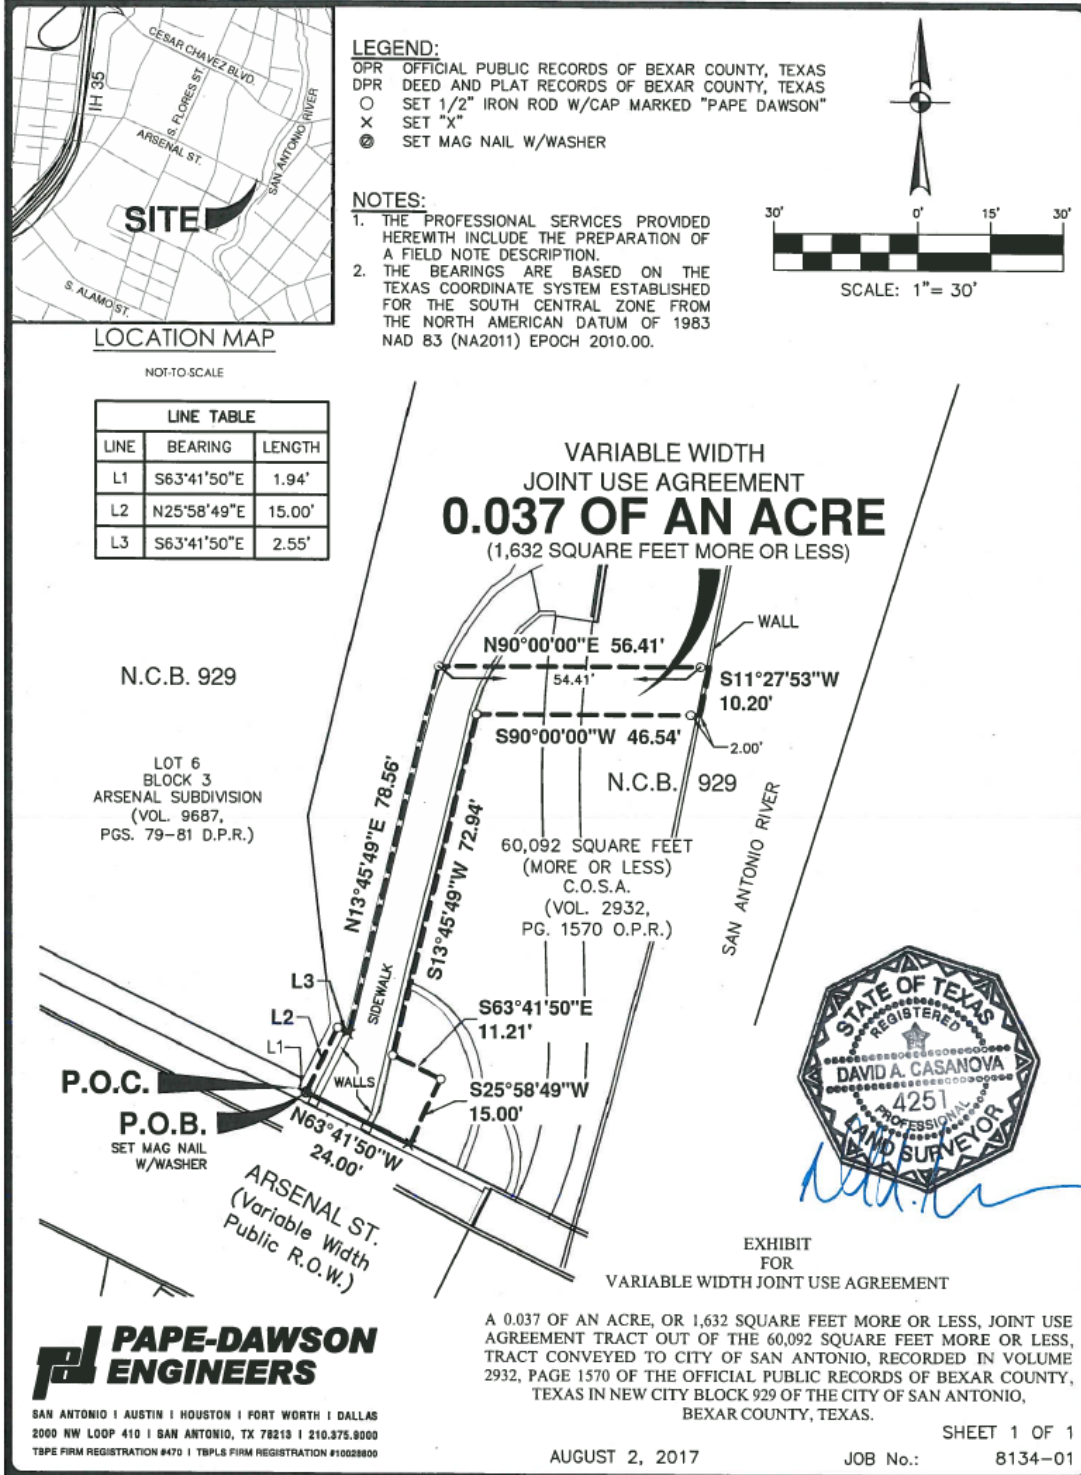 CESAR CHAVEZ BLVD.
IH 35
S. FLORES ST.
ARSENAL ST.
SAN ANTONIO RIVER
SITE
S. ALAMO ST.
LOCATION MAP
NOT-TO-SCALE
LEGEND:
OPR OFFICIAL PUBLIC RECORDS OF BEXAR COUNTY, TEXAS
DPR DEED AND PLAT RECORDS OF BEXAR COUNTY, TEXAS
SET 1/2" IRON ROD W/CAP MARKED "PAPE DAWSON"
SET "X"
SET MAG NAIL W/WASHER
NOTES:
1. THE PROFESSIONAL SERVICES PROVIDED
HEREWITH INCLUDE THE PREPARATION OF
A FIELD NOTE DESCRIPTION.
2. THE BEARINGS ARE BASED ON THE
TEXAS COORDINATE SYSTEM ESTABLISHED
FOR THE SOUTH CENTRAL ZONE FROM
THE NORTH AMERICAN DATUM OF 1983
NAD 83 (NA2011) EPOCH 2010.00.
30' 0' 15' 30'
SCALE: 1"= 30'
LINE TABLE
LINE BEARING LENGTH
L1 S63°41'50"E 1.94'
L2 N25°58'49"E 15.00'
L3 S63°41'50"E 2.55'
VARIABLE WIDTH
JOINT USE AGREEMENT
0.037 OF AN ACRE
(1,632 SQUARE FEET MORE OR LESS)
WALL
N90°00'00"E 56.41'
54.41'
S11°27'53"W
10.20'
S90°00'00"W 46.54'
2.00'
N.C.B. 929
N.C.B. 929
LOT 6
BLOCK 3
ARSENAL SUBDIVISION
(VOL. 9687,
PGS. 79-81 D.P.R.)
N13°45'49"E 78.56'
S13°45'49"W 72.94'
60,092 SQUARE FEET
(MORE OR LESS)
C.O.S.A.
(VOL. 2932,
PG. 1570 O.P.R.)
SAN ANTONIO RIVER
SIDEWALK
L3
L2
L1
S63°41'50"E
11.21'
S25°58'49"W
15.00'
WALLS
P.O.C.
P.O.B.
SET MAG NAIL
W/WASHER
N63°41'50"W
24.00'
ARSENAL ST.
(Variable Width
Public R.O.W.)
STATE OF TEXAS
REGISTERED
DAVID A. CASANOVA
4251
PROFESSIONAL
LAND SURVEYOR
EXHIBIT
FOR
VARIABLE WIDTH JOINT USE AGREEMENT
A 0.037 OF AN ACRE, OR 1,632 SQUARE FEET MORE OR LESS, JOINT USE
AGREEMENT TRACT OUT OF THE 60,092 SQUARE FEET MORE OR LESS,
TRACT CONVEYED TO CITY OF SAN ANTONIO, RECORDED IN VOLUME
2932, PAGE 1570 OF THE OFFICIAL PUBLIC RECORDS OF BEXAR COUNTY,
TEXAS IN NEW CITY BLOCK 929 OF THE CITY OF SAN ANTONIO,
BEXAR COUNTY, TEXAS.
PAPE-DAWSON
ENGINEERS
SAN ANTONIO | AUSTIN | HOUSTON | FORT WORTH | DALLAS
2000 NW LOOP 410 | SAN ANTONIO, TX 78213 | 210.375.9000
TBPE FIRM REGISTRATION #470 | TBPLS FIRM REGISTRATION #10028800
SHEET 1 OF 1
AUGUST 2, 2017
JOB No.: 8134-01